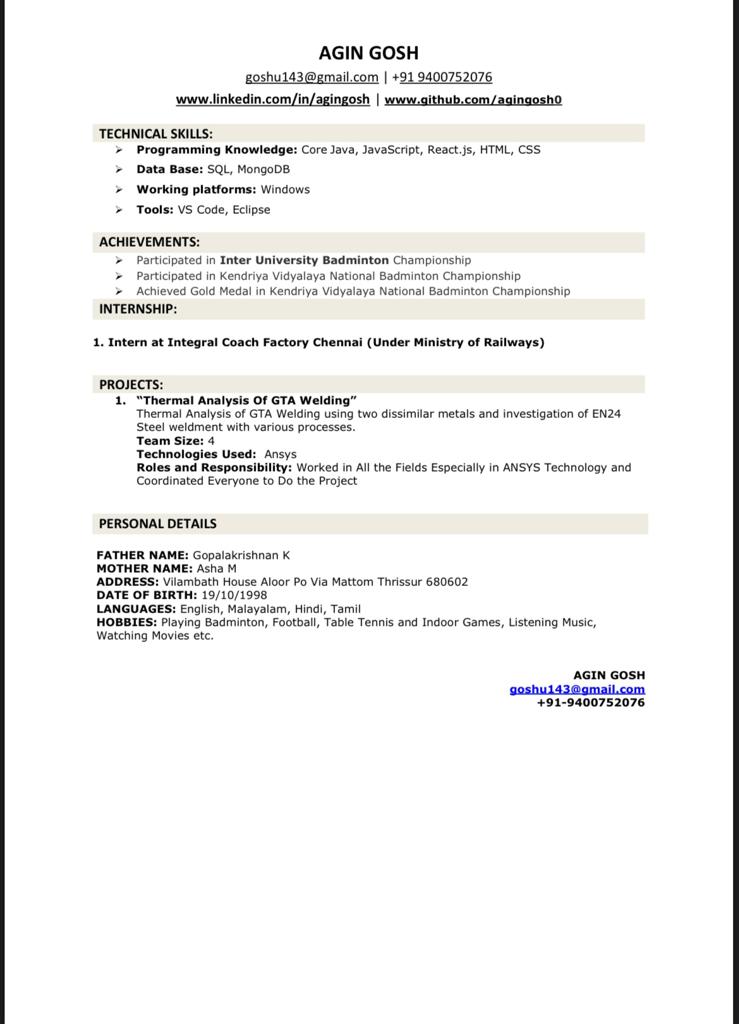 AGIN GOSH
goshu143@gmail.com | +91 9400752076
www.linkedin.com/in/agingosh | www.github.com/agingosh0
TECHNICAL SKILLS:
➢ Programming Knowledge: Core Java, JavaScript, React.js, HTML, CSS
➢ Data Base: SQL, MongoDB
➢ Working platforms: Windows
➢ Tools: VS Code, Eclipse
ACHIEVEMENTS:
➢ Participated in Inter University Badminton Championship
➢ Participated in Kendriya Vidyalaya National Badminton Championship
➢ Achieved Gold Medal in Kendriya Vidyalaya National Badminton Championship
INTERNSHIP:
1. Intern at Integral Coach Factory Chennai (Under Ministry of Railways)
PROJECTS:
1. “Thermal Analysis Of GTA Welding”
Thermal Analysis of GTA Welding using two dissimilar metals and investigation of EN24
Steel weldment with various processes.
Team Size: 4
Technologies Used: Ansys
Roles and Responsibility: Worked in All the Fields Especially in ANSYS Technology and
Coordinated Everyone to Do the Project
PERSONAL DETAILS
FATHER NAME: Gopalakrishnan K
MOTHER NAME: Asha M
ADDRESS: Vilambath House Aloor Po Via Mattom Thrissur 680602
DATE OF BIRTH: 19/10/1998
LANGUAGES: English, Malayalam, Hindi, Tamil
HOBBIES: Playing Badminton, Football, Table Tennis and Indoor Games, Listening Music,
Watching Movies etc.
AGIN GOSH
goshu143@gmail.com
+91-9400752076